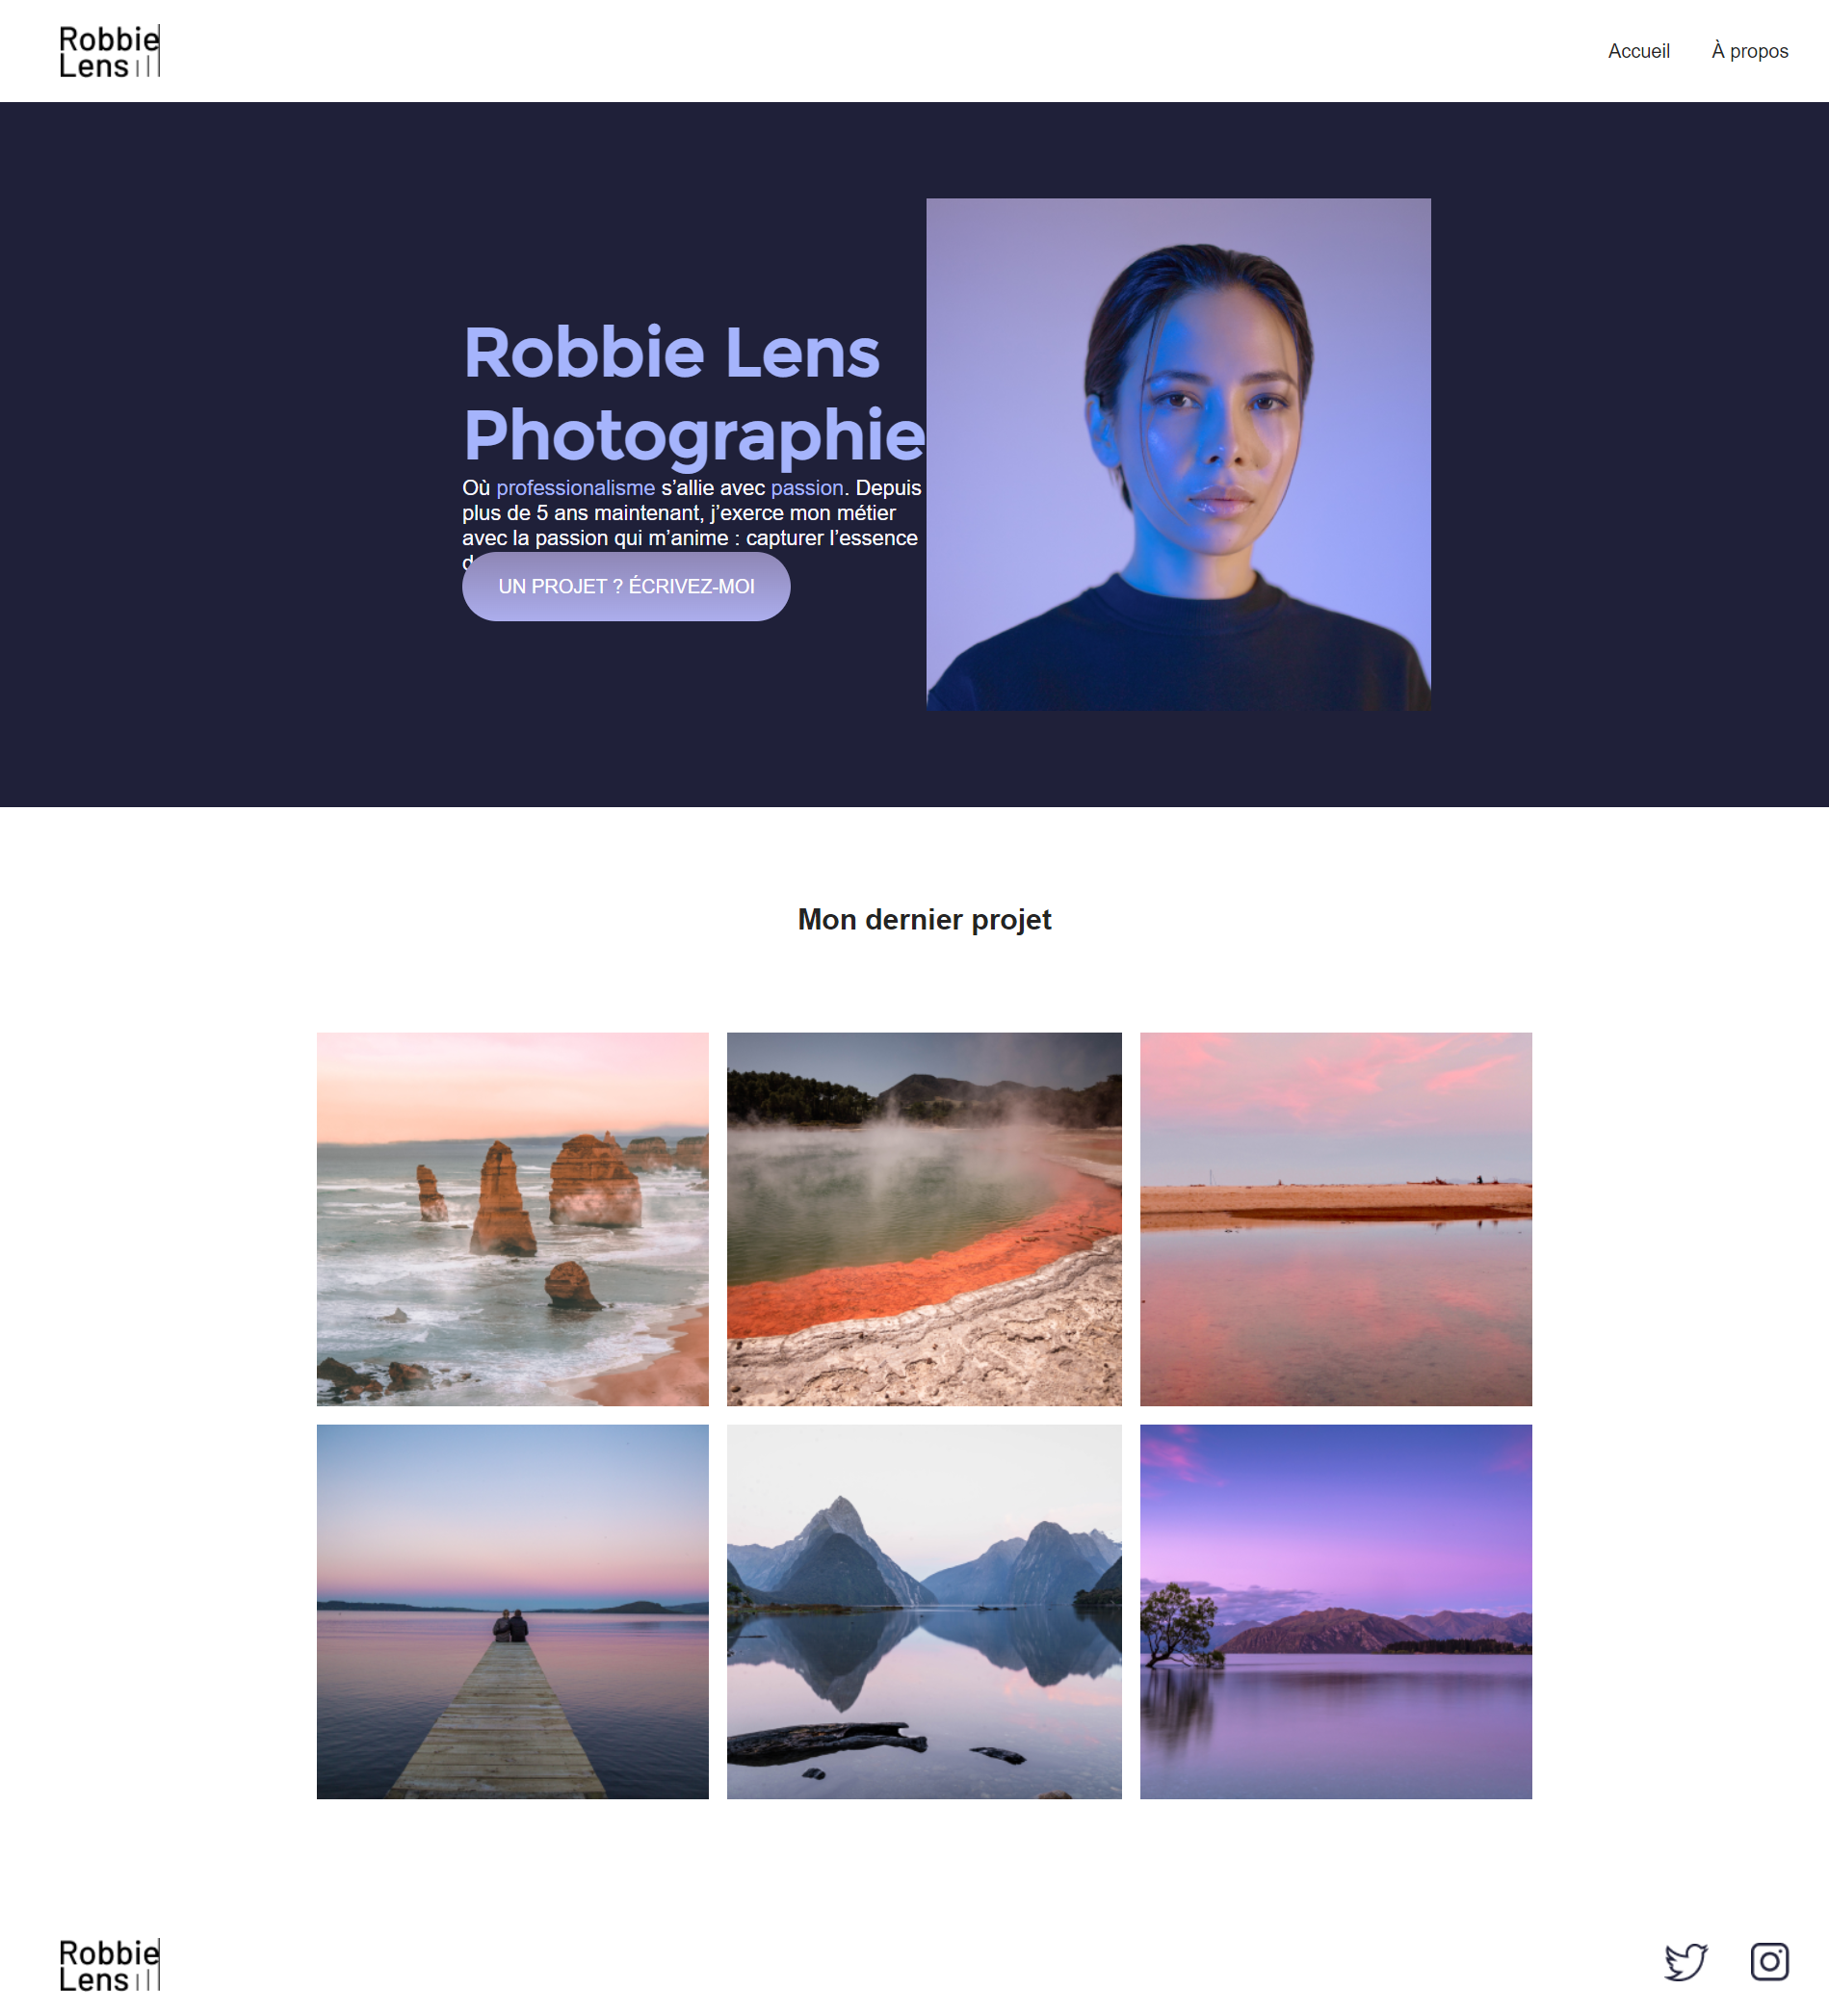 Robbie
Lens
Accueil
À propos
Robbie Lens
Photographie
Où professionalisme s’allie avec passion. Depuis
plus de 5 ans maintenant, j’exerce mon métier
avec la passion qui m’anime : capturer l’essence
UN PROJET ? ÉCRIVEZ-MOI
Mon dernier projet
Robbie
Lens